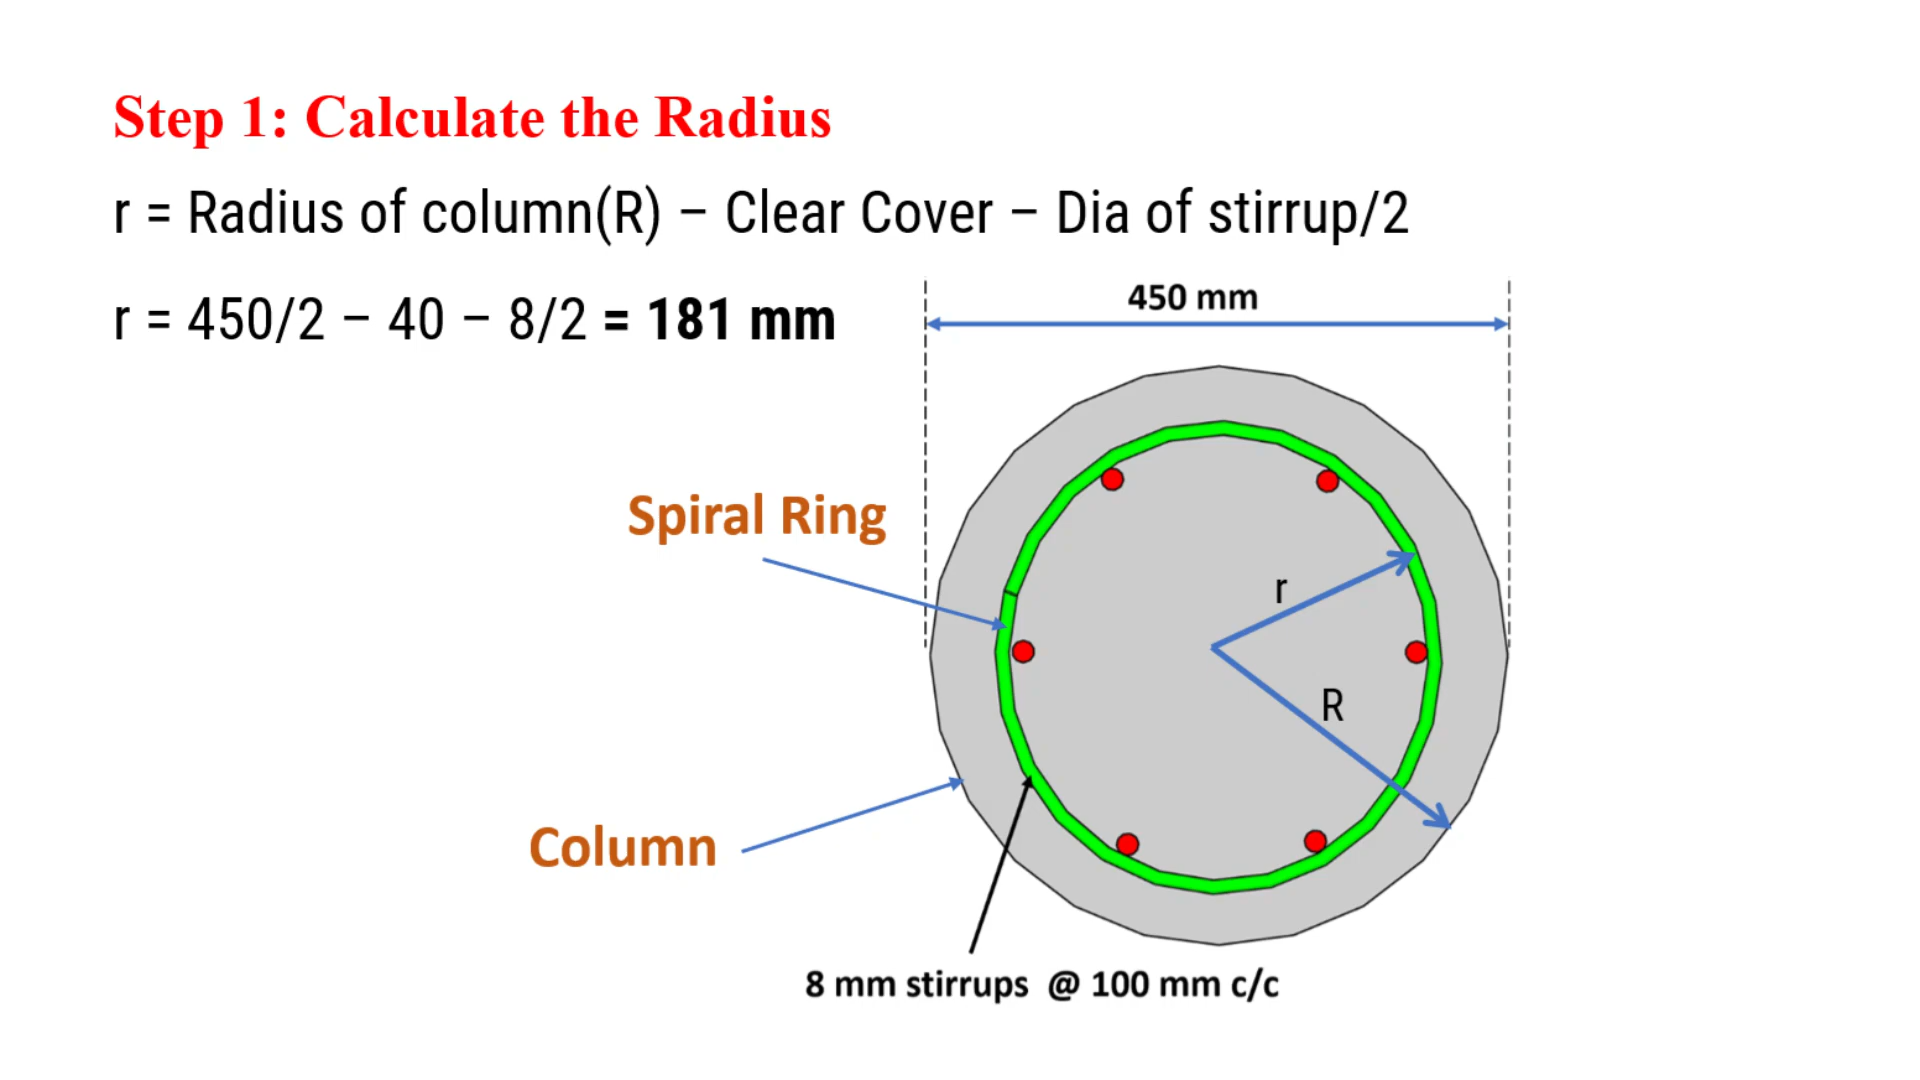 Step 1: Calculate the Radius
r = Radius of column(R) – Clear Cover – Dia of stirrup/2
r = 450/2 – 40 – 8/2 = 181 mm
450 mm
Spiral Ring
r
R
Column
8 mm stirrups @ 100 mm c/c